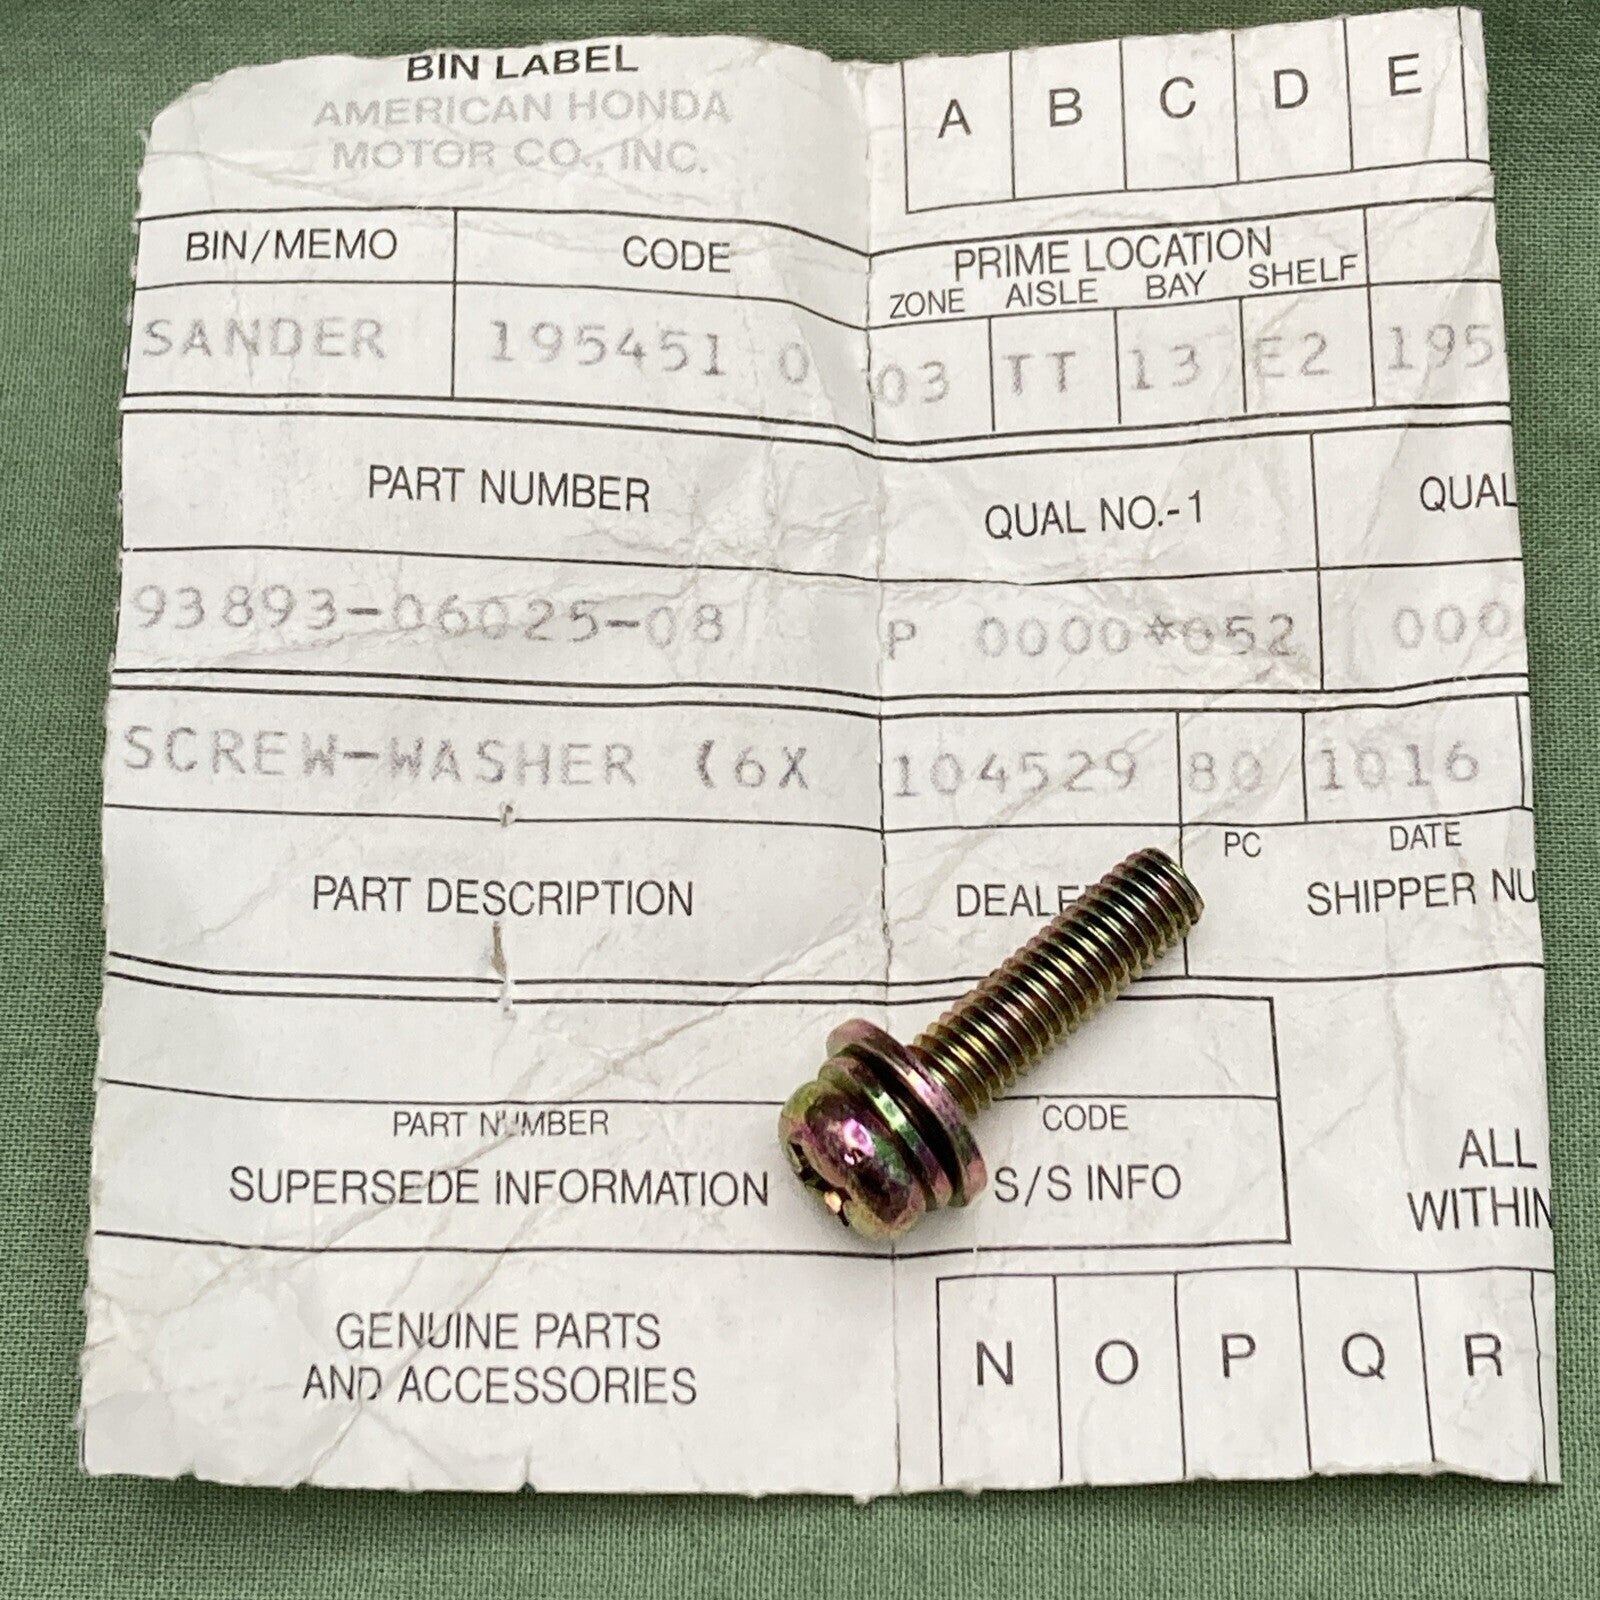 BIN LABEL
AMERICAN HONDA
MOTOR CO., INC.
A B C D E
BIN/MEMO CODE PRIME LOCATION
ZONE AISLE BAY SHELF
SANDER 195451 0 03 TT 13 E2 195
PART NUMBER QUAL NO.-1 QUAL
93893-06025-08 P 0000*052 000
SCREW-WASHER (6X 104529 80 1016
PC DATE
PART DESCRIPTION DEALE SHIPPER NU
PART NUMBER CODE
SUPERSEDE INFORMATION S/S INFO
ALL
WITHIN
GENUINE PARTS
AND ACCESSORIES
N O P Q R